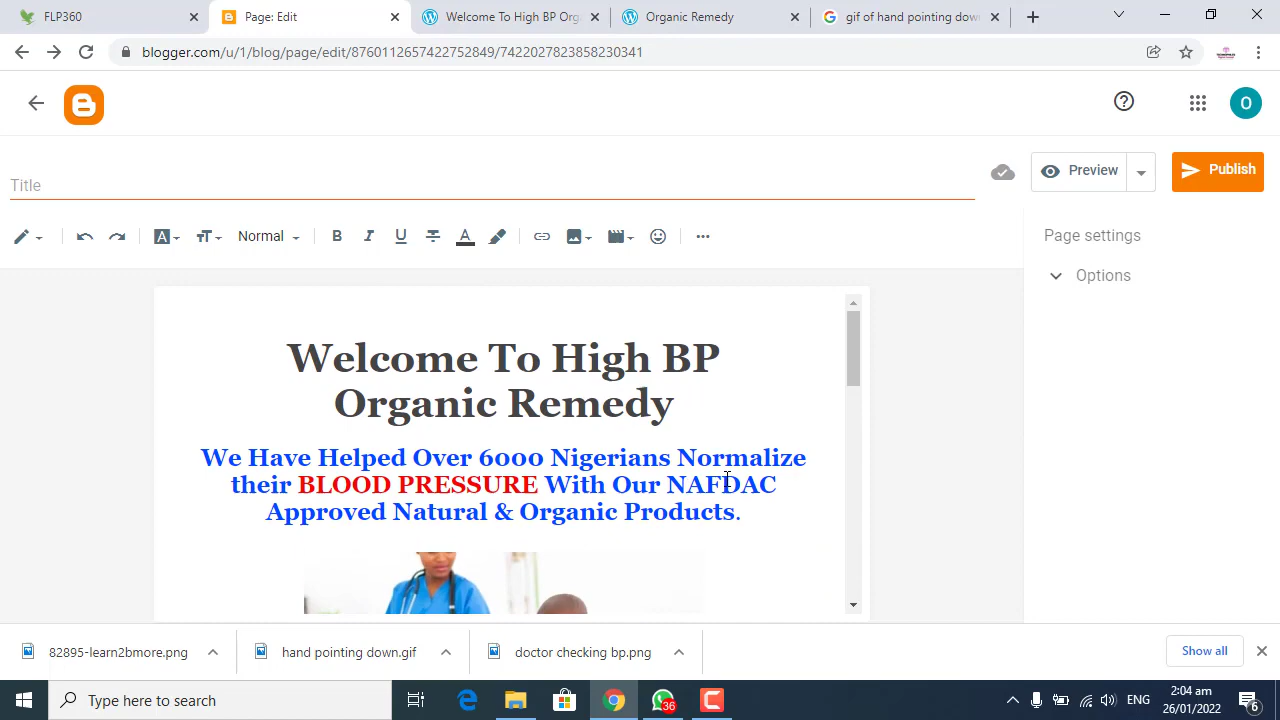 FLP360
Page: Edit
Welcome To High BP Orga
Organic Remedy
gif of hand pointing dow
blogger.com/u/1/blog/page/edit/8760112657422752849/7422027823858230341
O
Title
Preview
Publish
Normal
Page settings
Options
Welcome To High BP
Organic Remedy
We Have Helped Over 6000 Nigerians Normalize
their BLOOD PRESSURE With Our NAFDAC
Approved Natural & Organic Products.
82895-learn2bmore.png
hand pointing down.gif
doctor checking bp.png
Show all
Type here to search
36
ENG
2:04 am
26/01/2022
6